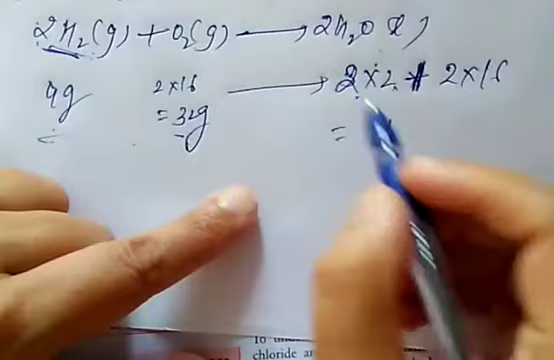 2H₂(g) + O₂(g) ⟶ 2H₂O (l)
4g 2×16 ⟶ 2×2 + 2×16
= 32g =
chloride